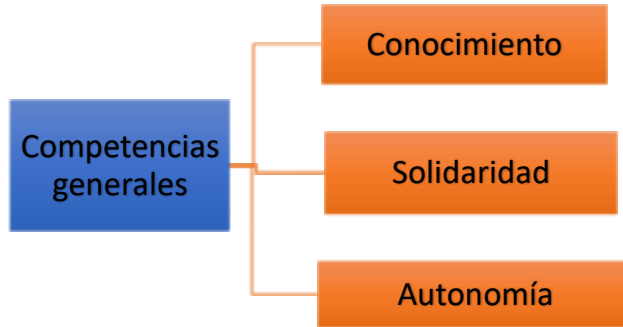 Competencias
generales
Conocimiento
Solidaridad
Autonomía